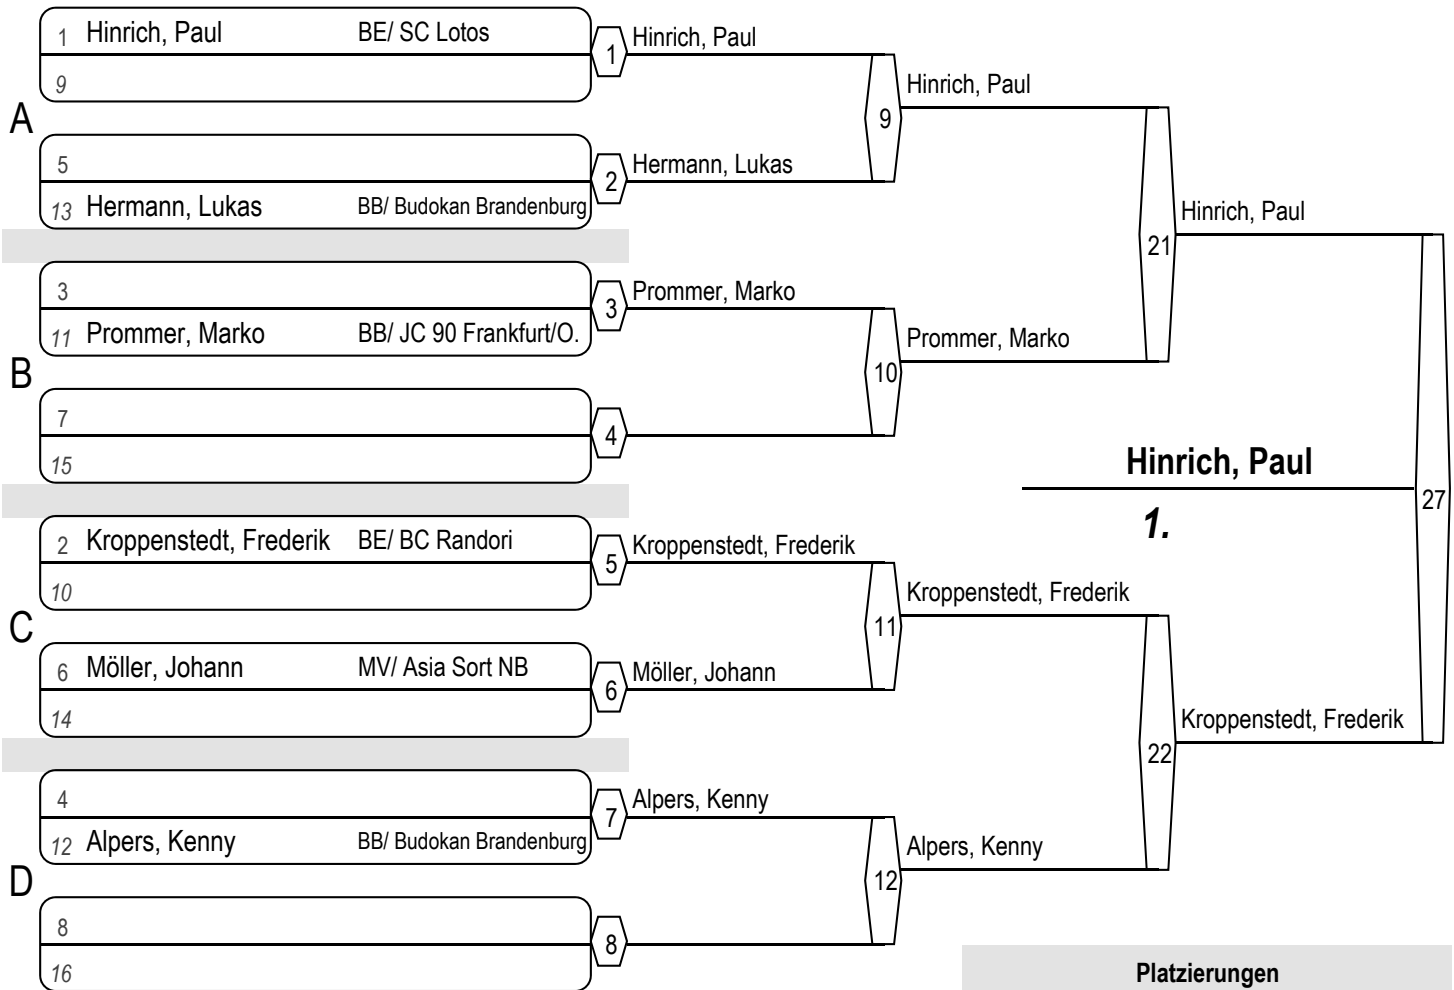 1 Hinrich, Paul BE/ SC Lotos
9
1
Hinrich, Paul
A
5
13 Hermann, Lukas BB/ Budokan Brandenburg
2
Hermann, Lukas
9
Hinrich, Paul
3
11 Prommer, Marko BB/ JC 90 Frankfurt/O.
3
Prommer, Marko
B
7
15
4
10
Prommer, Marko
21
Hinrich, Paul
2 Kroppenstedt, Frederik BE/ BC Randori
10
5
Kroppenstedt, Frederik
C
6 Möller, Johann MV/ Asia Sort NB
14
6
Möller, Johann
11
Kroppenstedt, Frederik
4
12 Alpers, Kenny BB/ Budokan Brandenburg
7
Alpers, Kenny
D
8
16
8
12
Alpers, Kenny
22
Kroppenstedt, Frederik
27
Hinrich, Paul
1.
Platzierungen